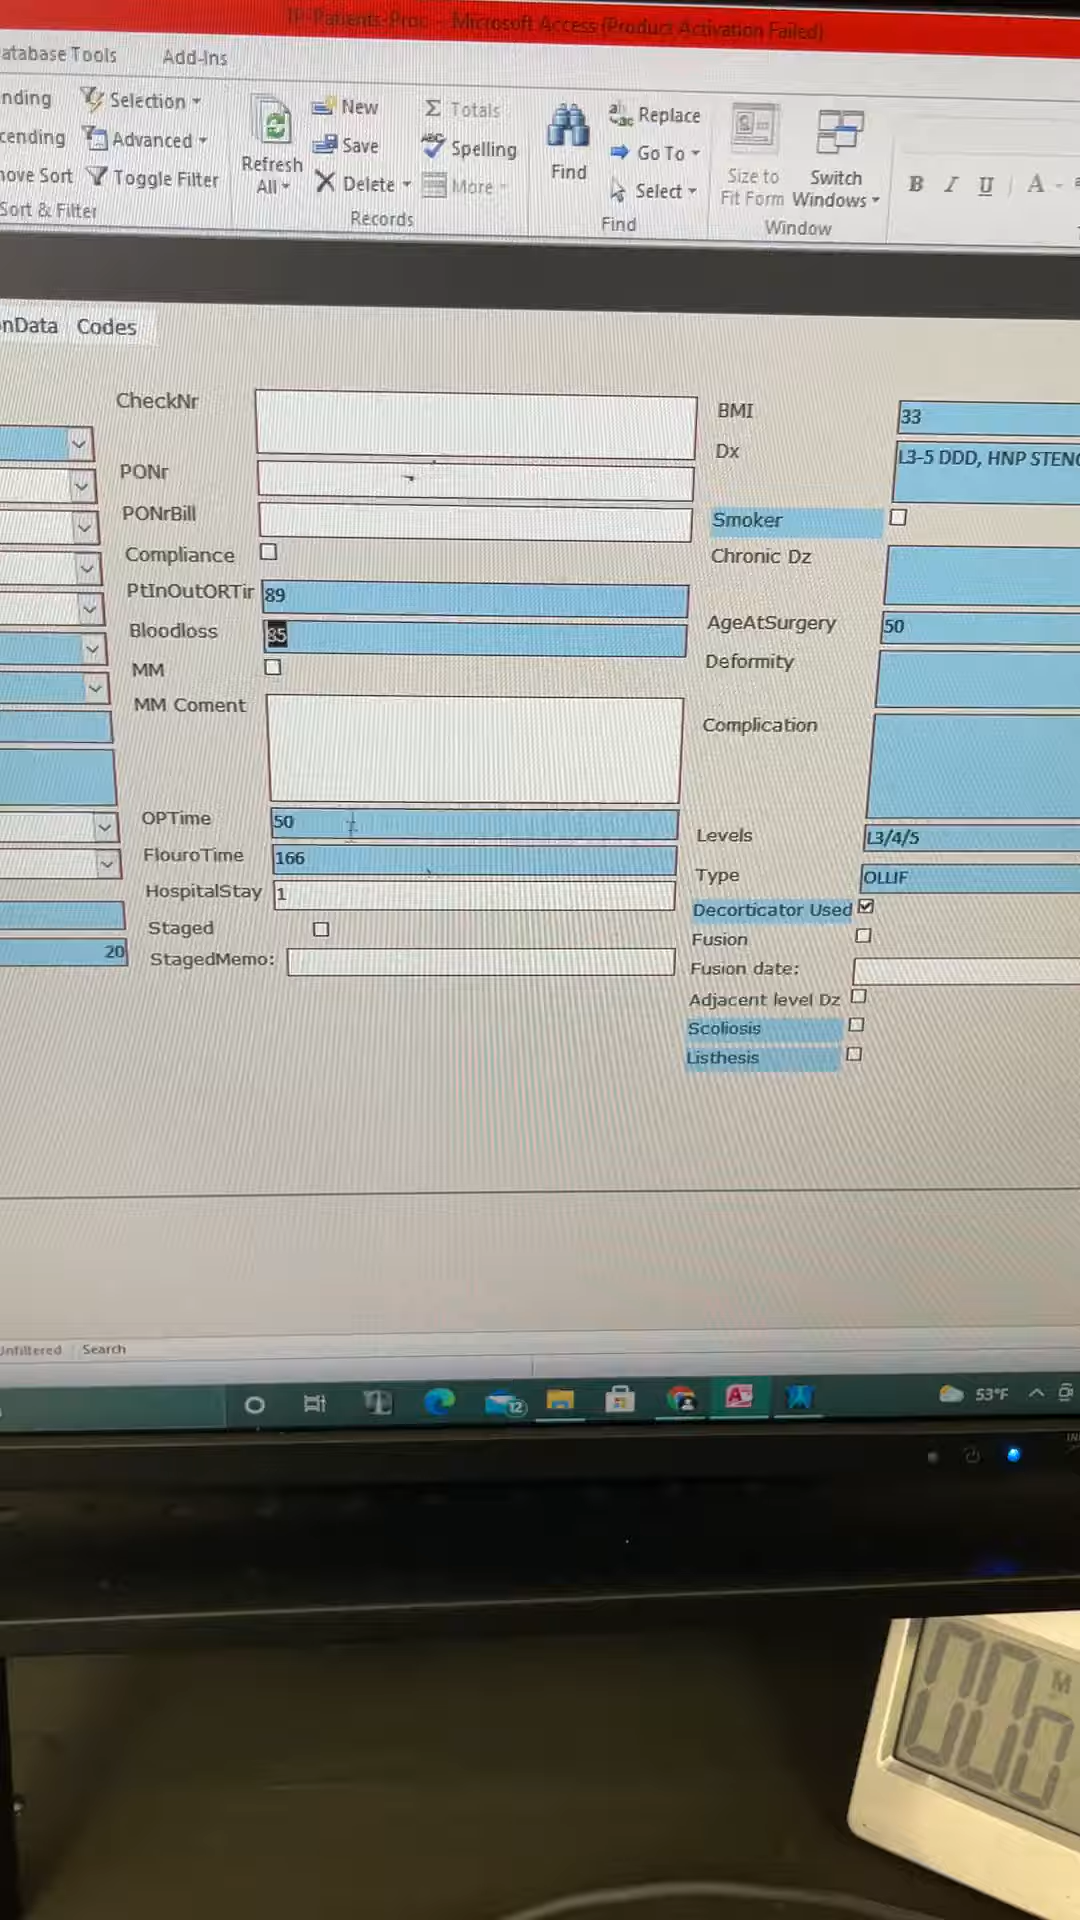 IP-Patients-Proc - Microsoft Access (Product Activation Failed)
atabase Tools Add-Ins
nding Selection
cending Advanced
nove Sort Toggle Filter
Sort & Filter
Refresh All
New
Save
Delete
Totals
Spelling
More
Records
Find
Replace
Go To
Select
Find
Size to Fit Form
Switch Windows
Window
B I U A
nData Codes
CheckNr
PONr
PONrBill
Compliance
PtInOutORTir 89
Bloodloss 35
MM
MM Coment
OPTime 50
FlouroTime 166
HospitalStay 1
Staged
StagedMemo:
20
BMI 33
Dx L3-5 DDD, HNP STENO
Smoker
Chronic Dz
AgeAtSurgery 50
Deformity
Complication
Levels L3/4/5
Type OLLIF
Decorticator Used
Fusion
Fusion date:
Adjacent level Dz
Scoliosis
Listhesis
Unfiltered Search
12
53°F
M